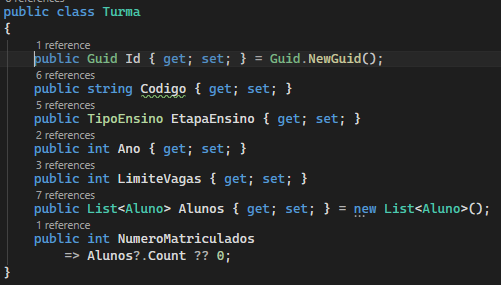 public class Turma
{
1 reference
public Guid Id { get; set; } = Guid.NewGuid();
6 references
public string Codigo { get; set; }
5 references
public TipoEnsino EtapaEnsino { get; set; }
2 references
public int Ano { get; set; }
3 references
public int LimiteVagas { get; set; }
7 references
public List<Aluno> Alunos { get; set; } = new List<Aluno>();
1 reference
public int NumeroMatriculados
=> Alunos?.Count ?? 0;
}